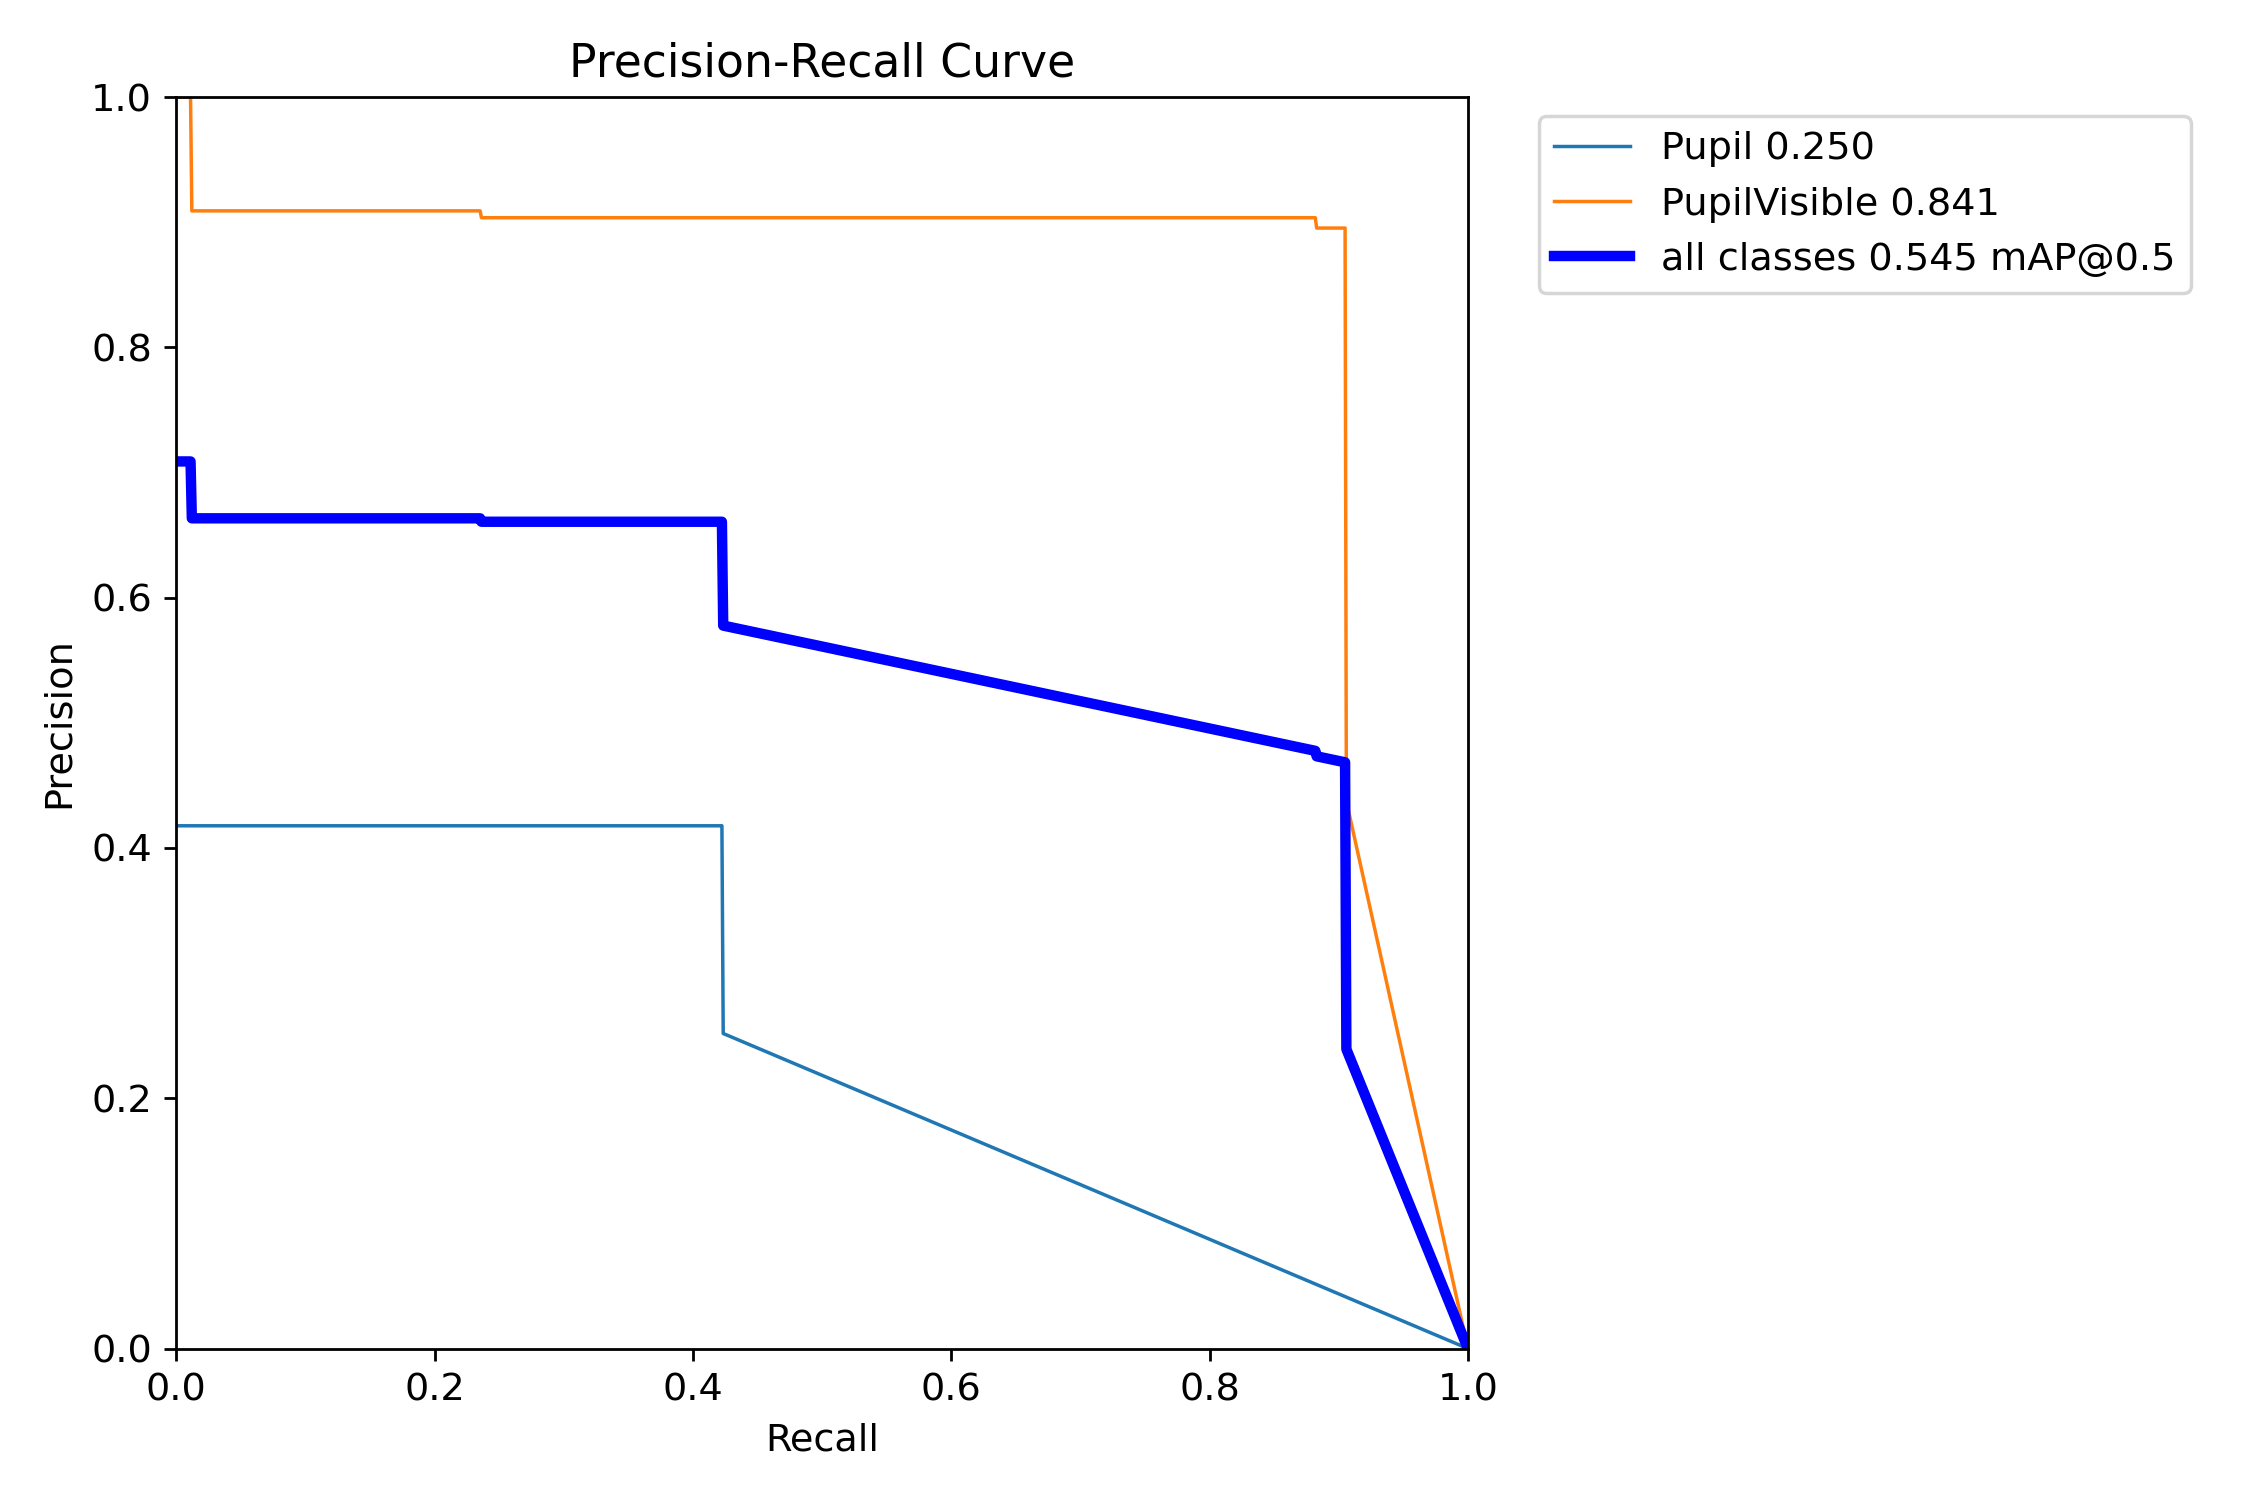 Precision-Recall Curve
1.0
0.8
0.6
0.4
0.2
0.0
Precision
0.0 0.2 0.4 0.6 0.8 1.0
Recall
Pupil 0.250
PupilVisible 0.841
all classes 0.545 mAP@0.5